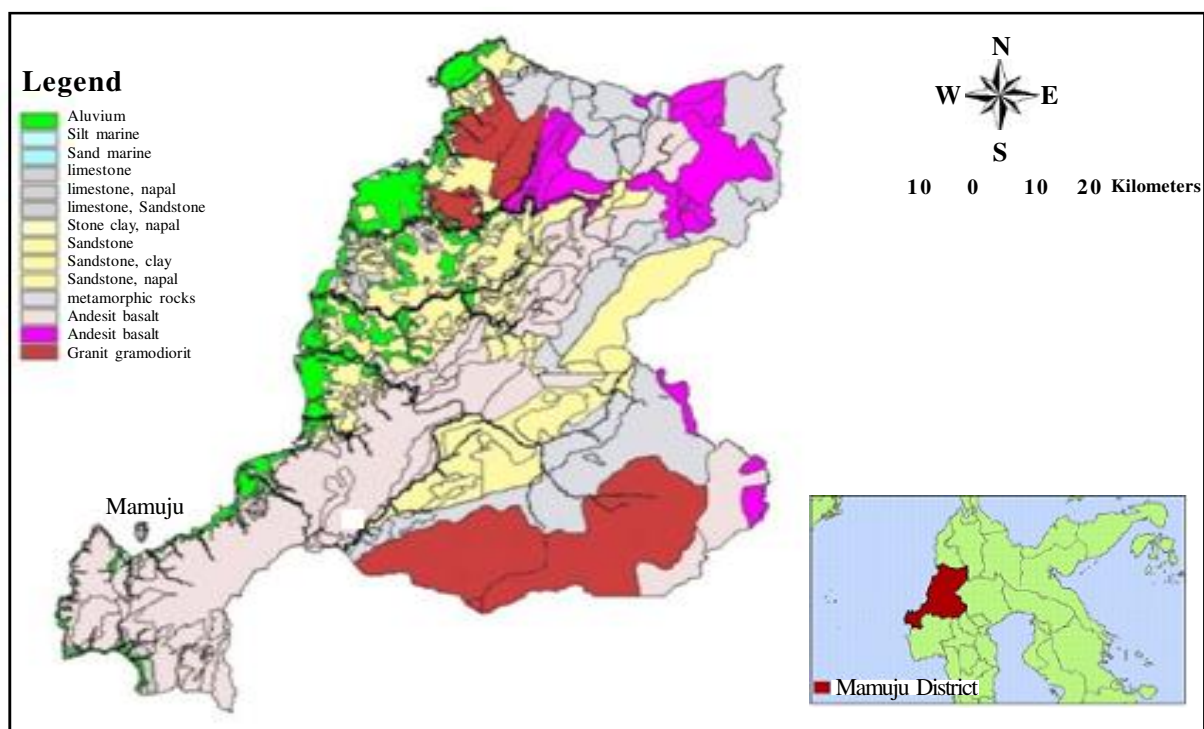 Legend
Aluvium
Silt marine
Sand marine
limestone
limestone, napal
limestone, Sandstone
Stone clay, napal
Sandstone
Sandstone, clay
Sandstone, napal
metamorphic rocks
Andesit basalt
Andesit basalt
Granit gramodiorit
N
W E
S
10 0 10 20 Kilometers
Mamuju
Mamuju District